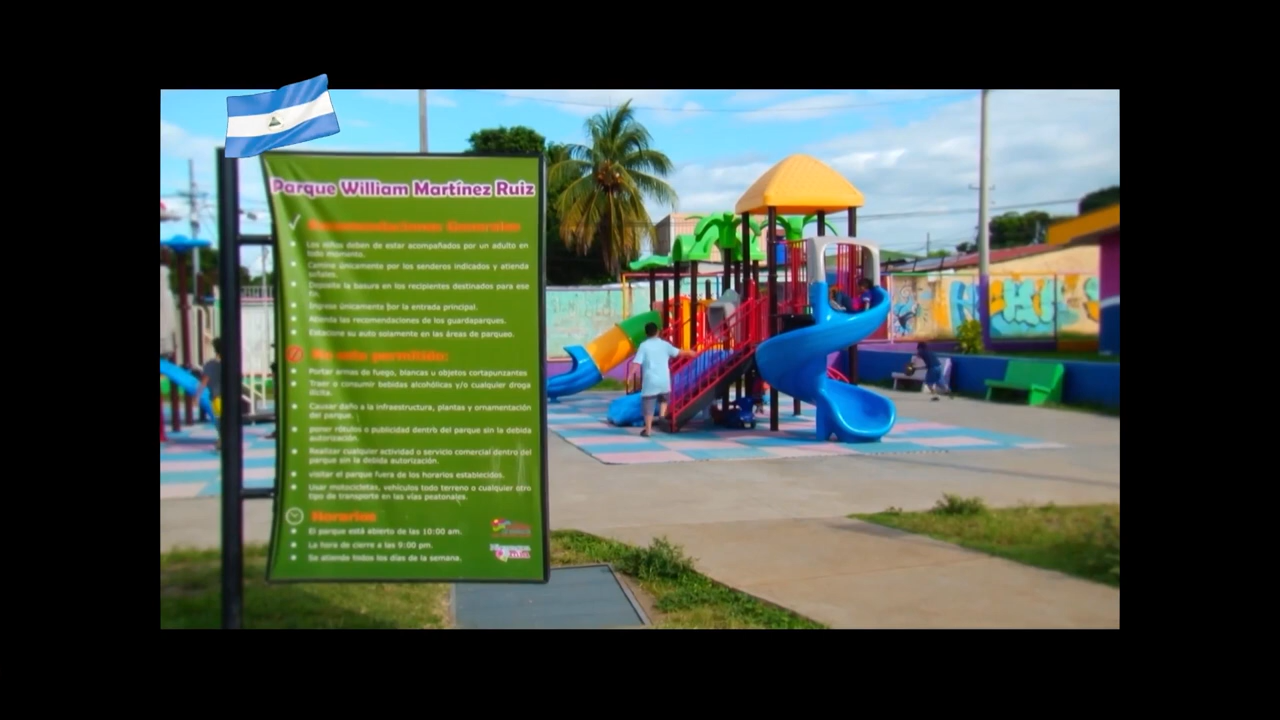 Parque William Martínez Ruiz
Recomendaciones Generales
Los niños deben de estar acompañados por un adulto en
todo momento.
Camine únicamente por los senderos indicados y atienda
señales.
Deposite la basura en los recipientes destinados para ese
fin.
Ingrese únicamente por la entrada principal.
Atienda las recomendaciones de los guardaparques.
Estacione su auto solamente en las áreas de parqueo.
No esta permitido:
Portar armas de fuego, blancas u objetos cortapunzantes
Traer o consumir bebidas alcohólicas y/o cualquier droga
ilícita.
Causar daño a la infraestructura, plantas y ornamentación
del parque.
poner rótulos o publicidad dentro del parque sin la debida
autorización.
Realizar cualquier actividad o servicio comercial dentro del
parque sin la debida autorización.
visitar el parque fuera de los horarios establecidos.
Usar motocicletas, vehículos todo terreno o cualquier otro
tipo de transporte en las vías peatonales.
Horarios
El parque está abierto de las 10:00 am.
La hora de cierre a las 9:00 pm.
Se atiende todos los días de la semana.